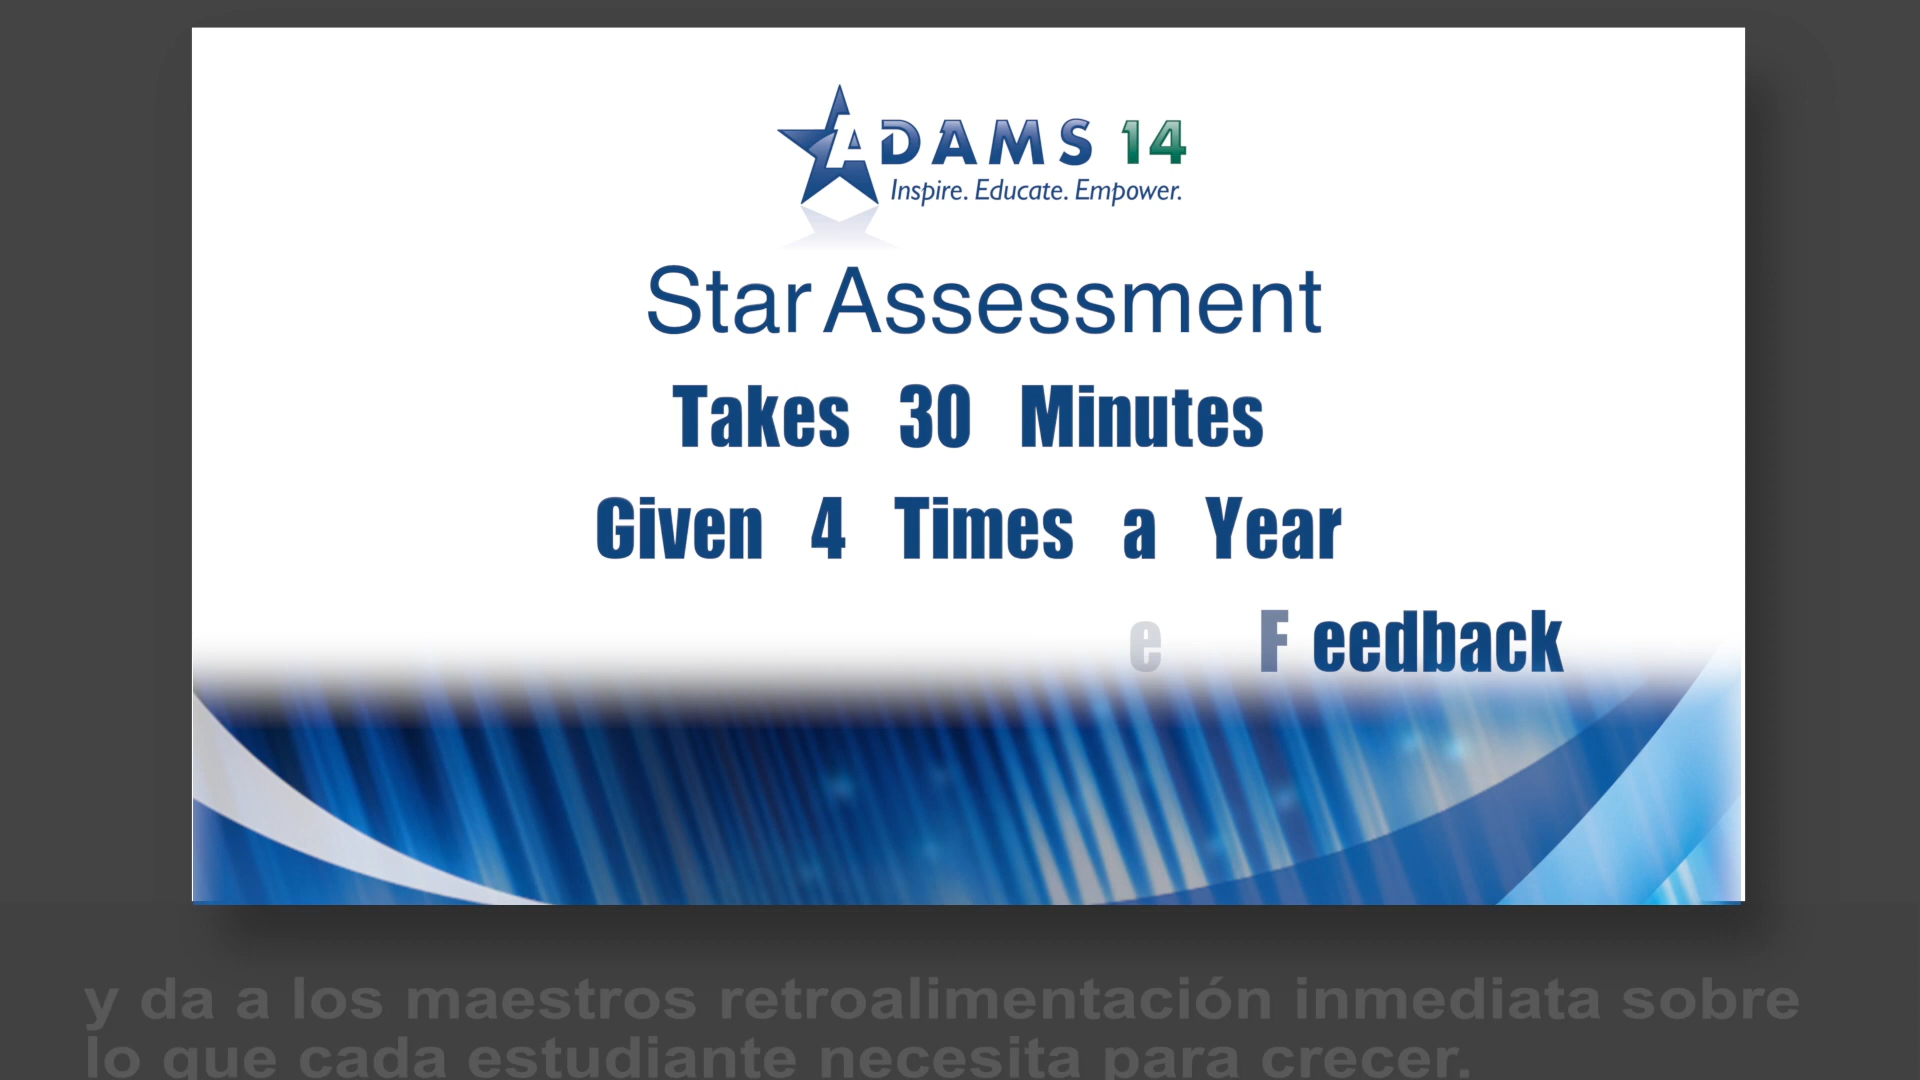 ADAMS 14
Inspire. Educate. Empower.
Star Assessment
Takes 30 Minutes
Given 4 Times a Year
e Feedback
y da a los maestros retroalimentación inmediata sobre
lo que cada estudiante necesita para crecer.